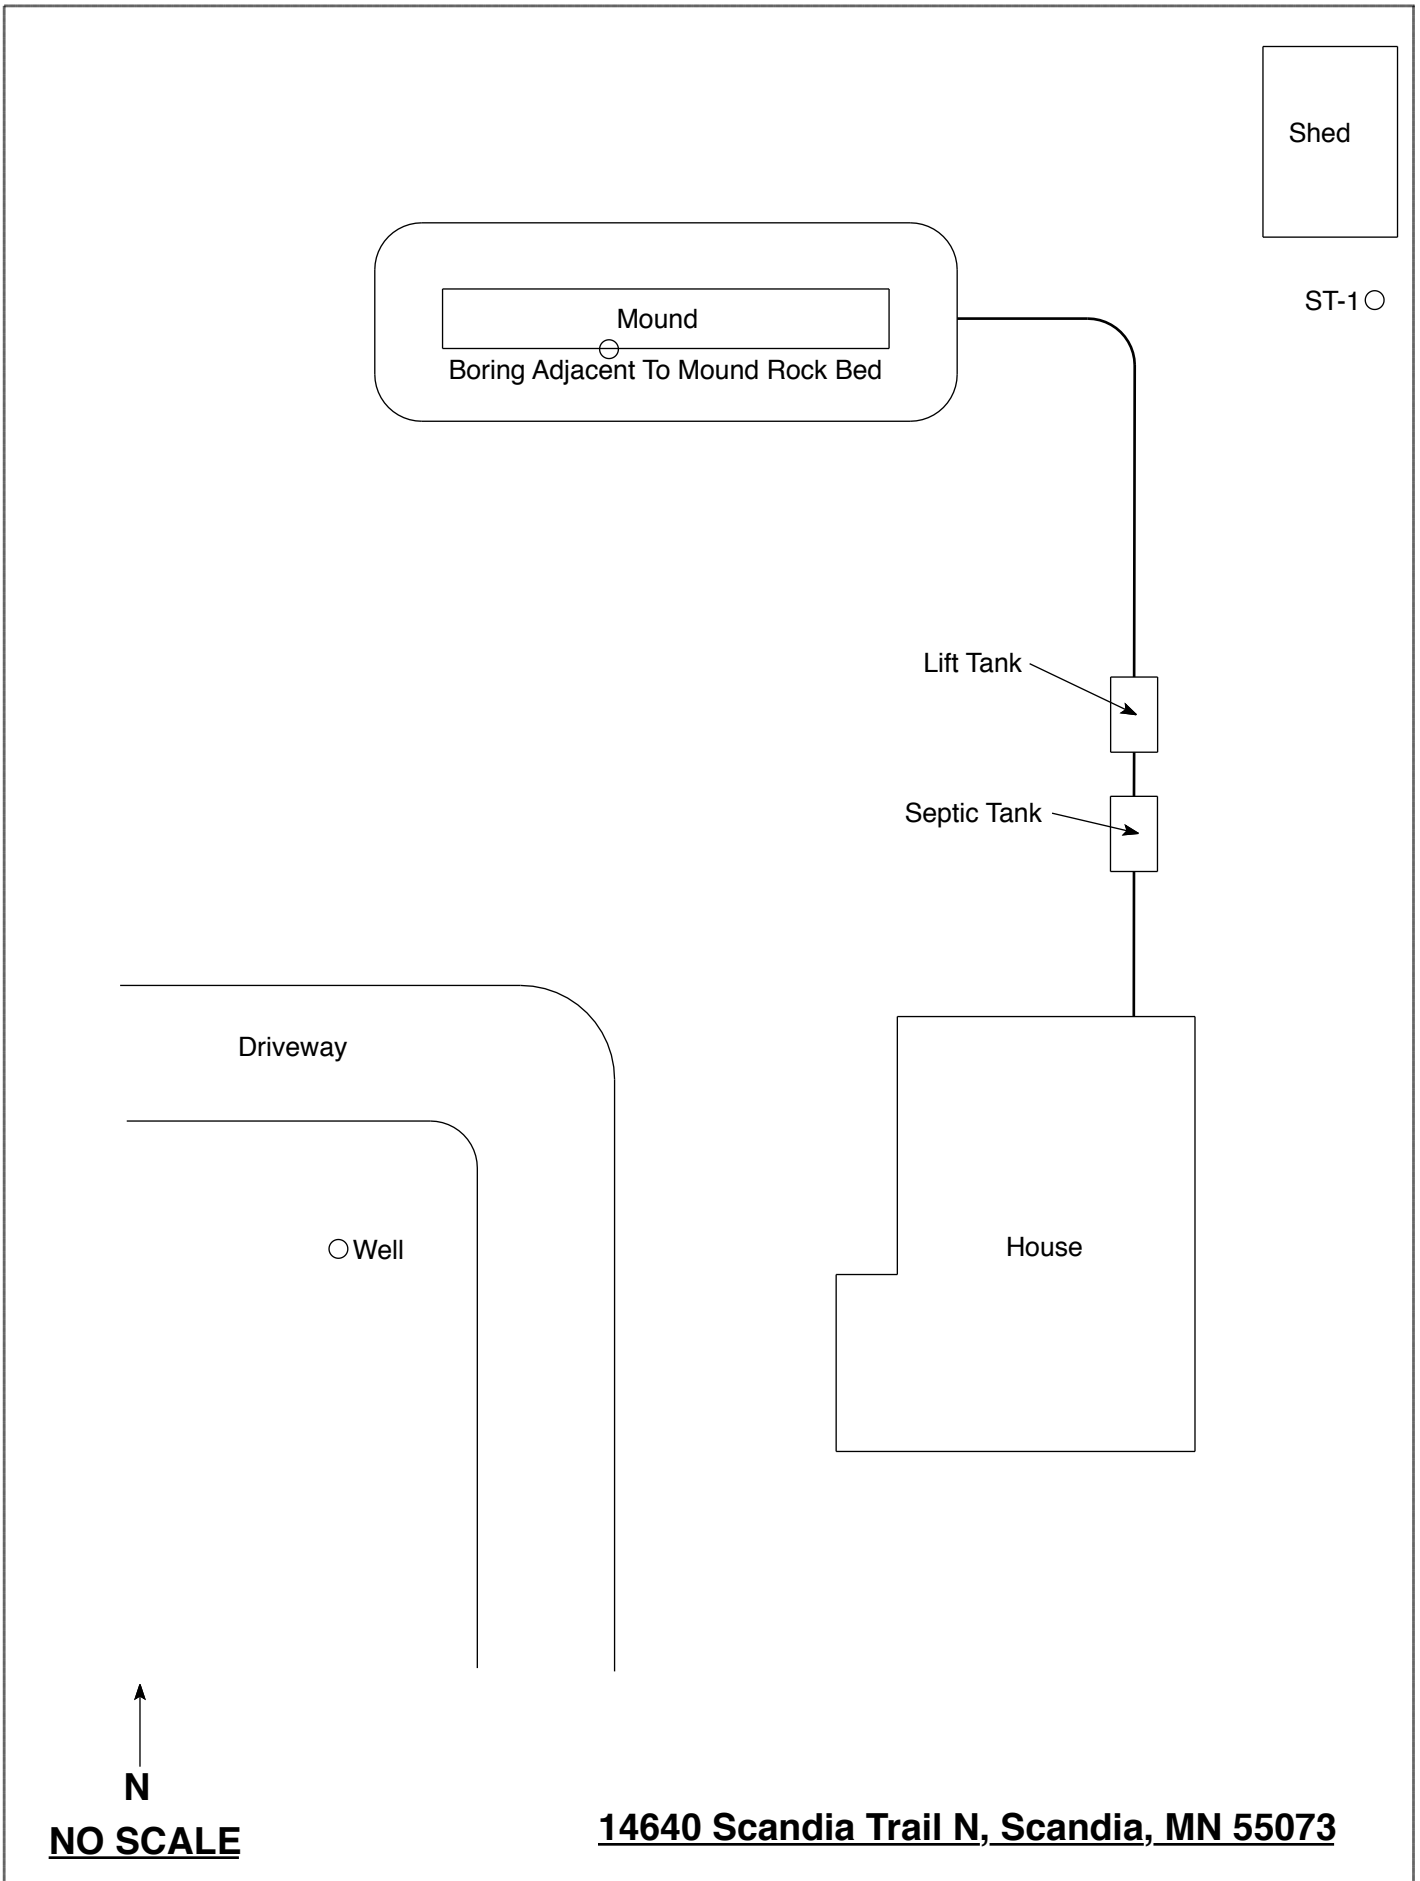 Shed
ST-1
Mound
Boring Adjacent To Mound Rock Bed
Lift Tank
Septic Tank
Driveway
Well
House
N
NO SCALE
14640 Scandia Trail N, Scandia, MN 55073